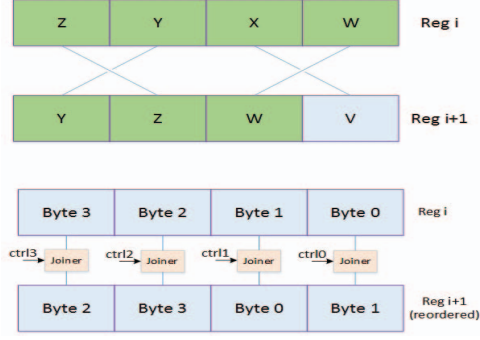 Z Y X W Reg i
Y Z W V Reg i+1
Byte 3 Byte 2 Byte 1 Byte 0 Reg i
ctrl3 Joiner ctrl2 Joiner ctrl1 Joiner ctrl0 Joiner
Byte 2 Byte 3 Byte 0 Byte 1 Reg i+1
(reordered)